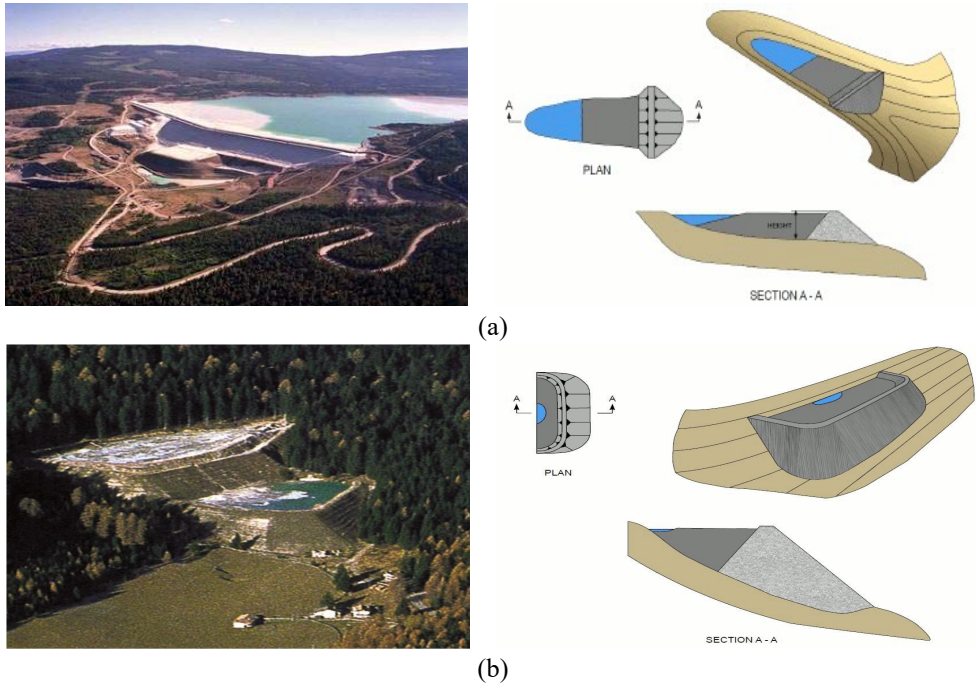 A
A
PLAN
HEIGHT
SECTION A - A
(a)
A
A
PLAN
SECTION A - A
(b)